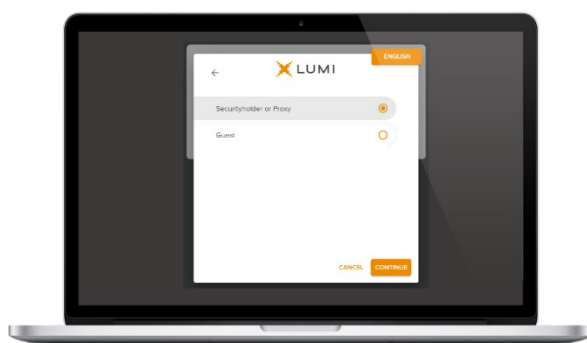 ENGLISH
LUMI
Securityholder or Proxy
Guest
CANCEL CONTINUE